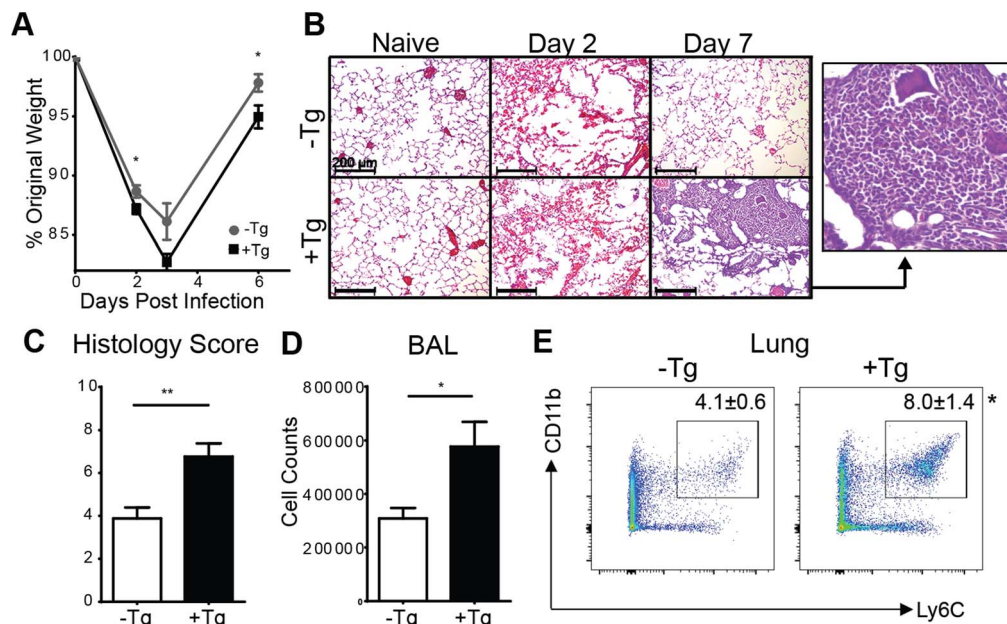 A
% Original Weight
100
95
90
85
-Tg
+Tg
0
2
4
6
*
*
Days Post Infection
B
Naive
Day 2
Day 7
-Tg
+Tg
200 µm
C
Histology Score
10
8
6
4
2
0
**
-Tg
+Tg
D
BAL
Cell Counts
800000
600000
400000
200000
0
*
-Tg
+Tg
E
Lung
-Tg
+Tg
4.1±0.6
8.0±1.4
*
CD11b
Ly6C